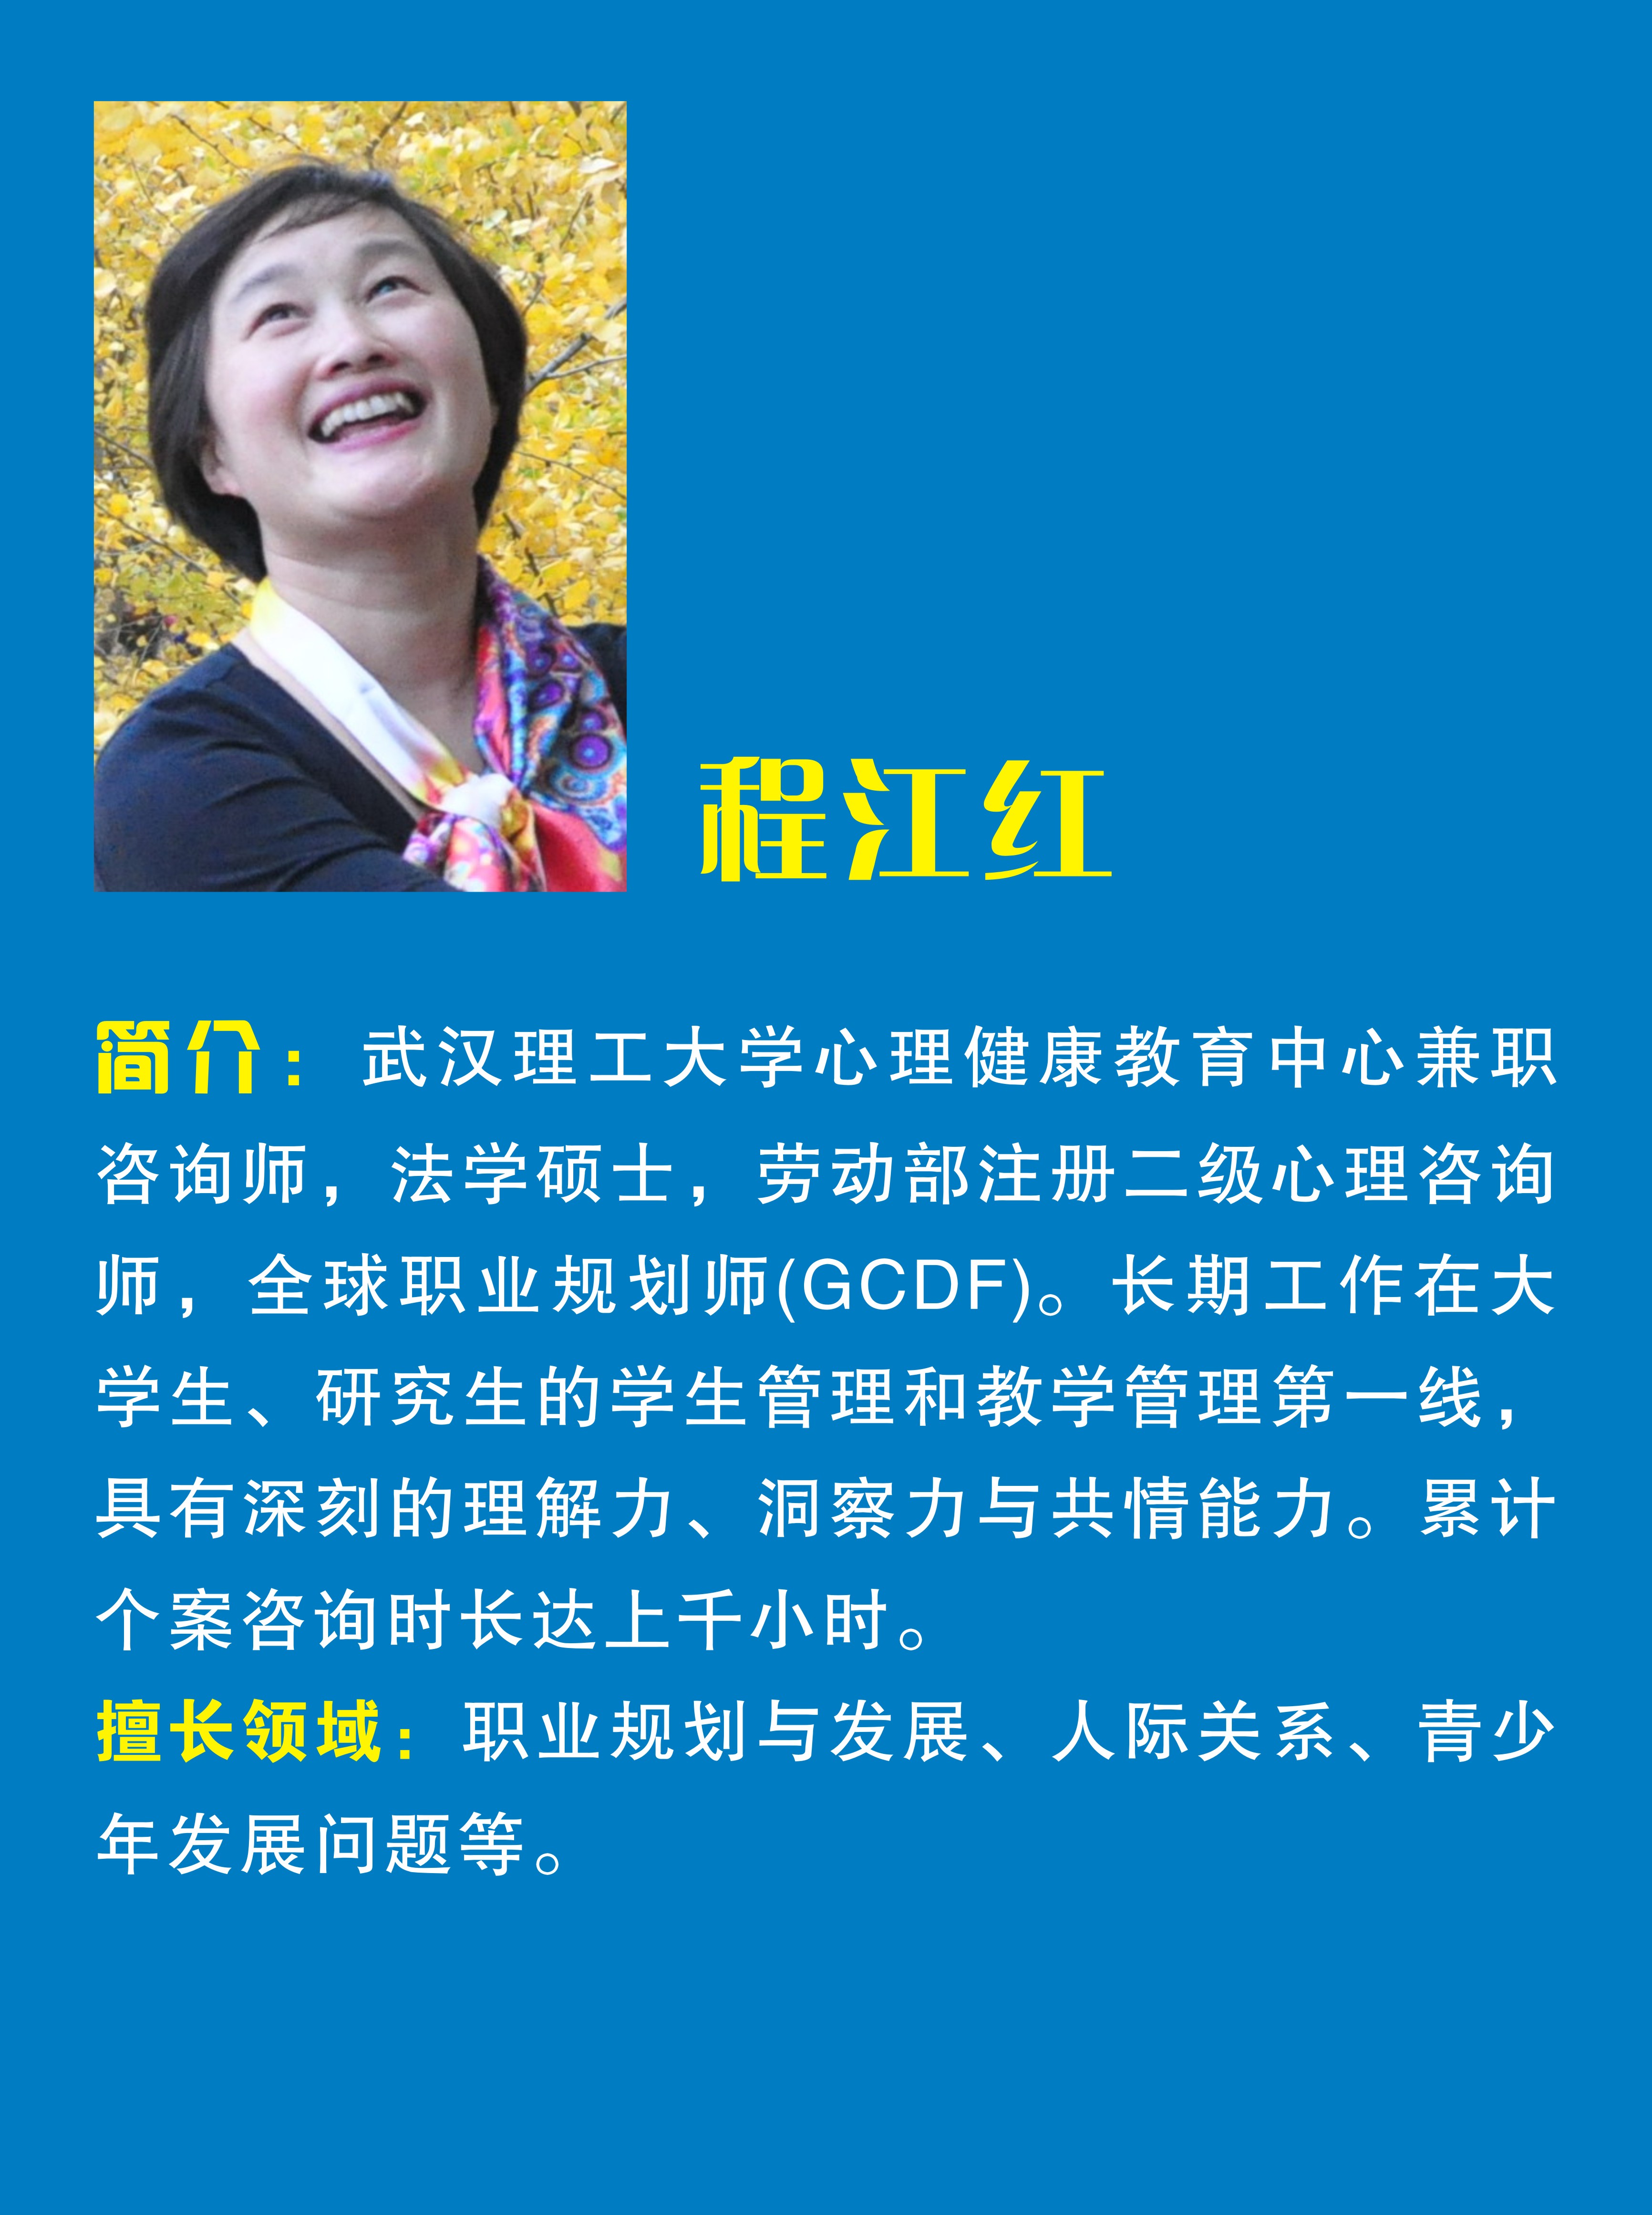 程江红
简介：武汉理工大学心理健康教育中心兼职
咨询师，法学硕士，劳动部注册二级心理咨询
师，全球职业规划师(GCDF)。长期工作在大
学生、研究生的学生管理和教学管理第一线，
具有深刻的理解力、洞察力与共情能力。累计
个案咨询时长达上千小时。
擅长领域：职业规划与发展、人际关系、青少
年发展问题等。